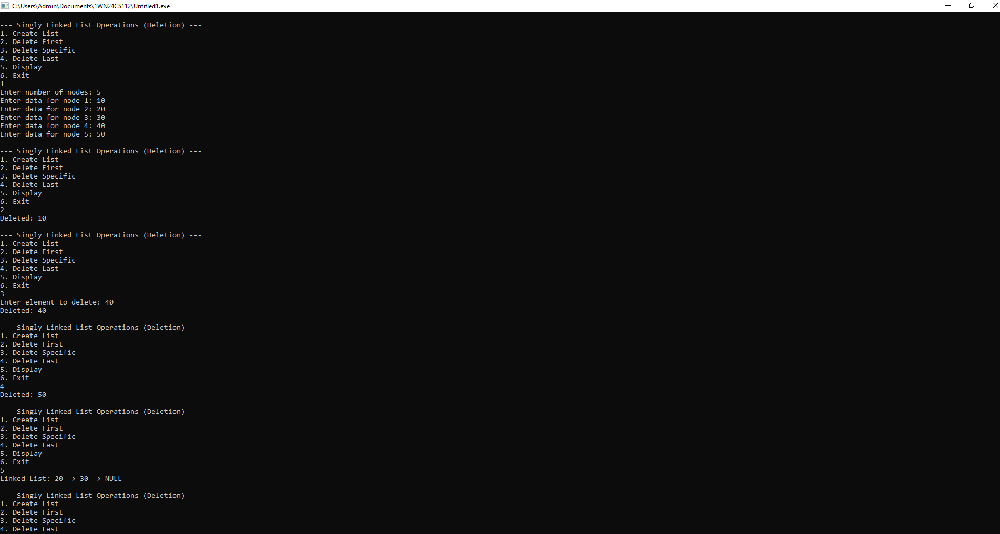 C:\Users\Admin\Documents\1WN24CS112\Untitled1.exe
--- Singly Linked List Operations (Deletion) ---
1. Create List
2. Delete First
3. Delete Specific
4. Delete Last
5. Display
6. Exit
1
Enter number of nodes: 5
Enter data for node 1: 10
Enter data for node 2: 20
Enter data for node 3: 30
Enter data for node 4: 40
Enter data for node 5: 50
--- Singly Linked List Operations (Deletion) ---
1. Create List
2. Delete First
3. Delete Specific
4. Delete Last
5. Display
6. Exit
2
Deleted: 10
--- Singly Linked List Operations (Deletion) ---
1. Create List
2. Delete First
3. Delete Specific
4. Delete Last
5. Display
6. Exit
3
Enter element to delete: 40
Deleted: 40
--- Singly Linked List Operations (Deletion) ---
1. Create List
2. Delete First
3. Delete Specific
4. Delete Last
5. Display
6. Exit
4
Deleted: 50
--- Singly Linked List Operations (Deletion) ---
1. Create List
2. Delete First
3. Delete Specific
4. Delete Last
5. Display
6. Exit
5
Linked List: 20 -> 30 -> NULL
--- Singly Linked List Operations (Deletion) ---
1. Create List
2. Delete First
3. Delete Specific
4. Delete Last